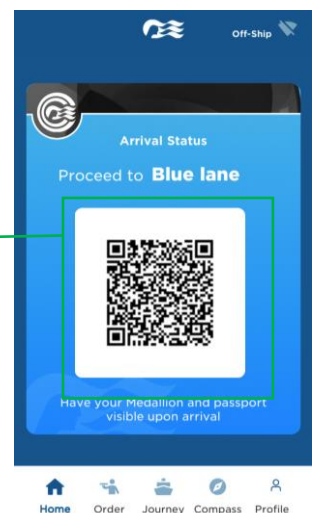 Off-Ship
Arrival Status
Proceed to Blue lane
Have your Medallion and passport
visible upon arrival
Home Order Journey Compass Profile